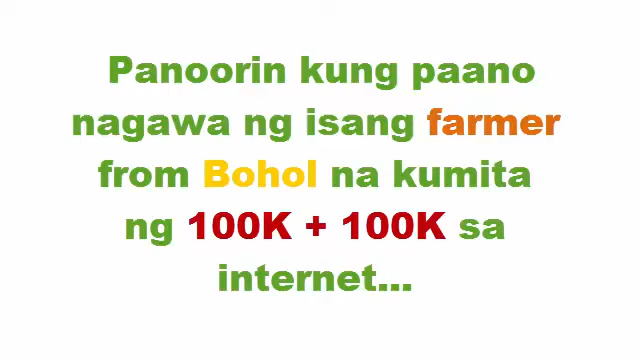 Panoorin kung paano
nagawa ng isang farmer
from Bohol na kumita
ng 100K + 100K sa
internet...